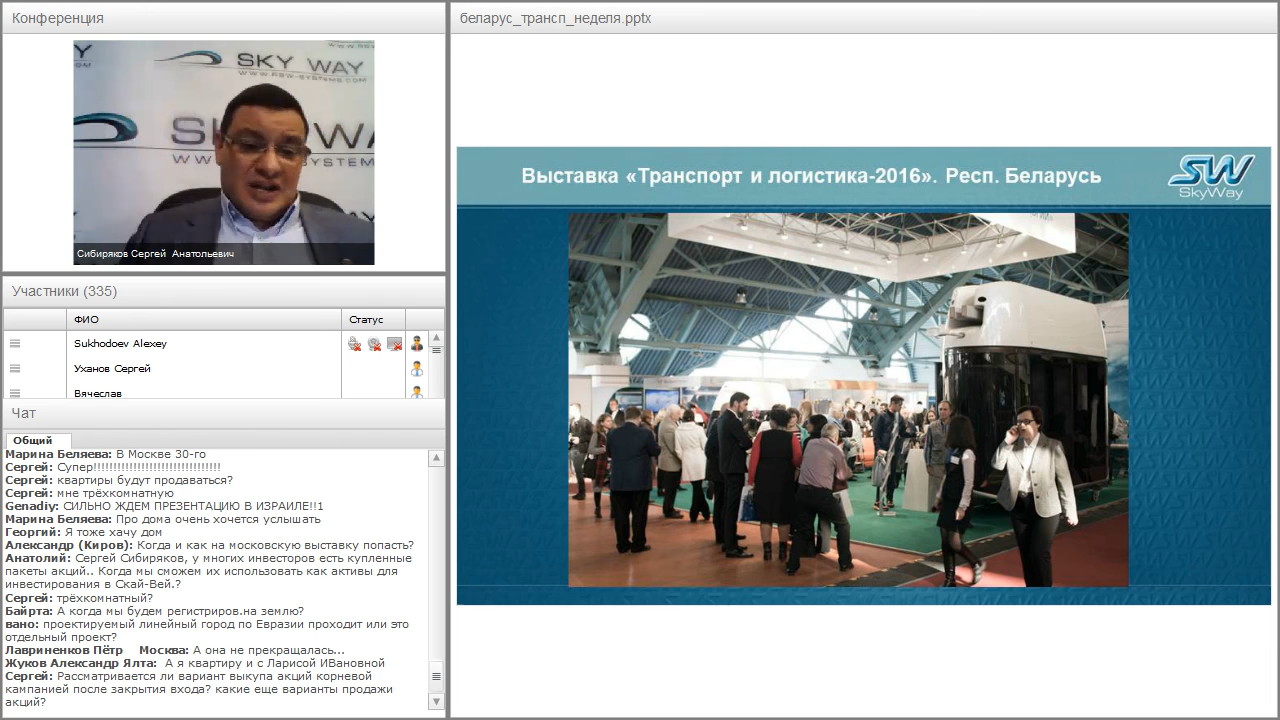 Конференция
SKY WAY
WWW.RSW-SYSTEMS.COM
Сибиряков Сергей Анатольевич
Участники (335)
ФИО
Статус
Sukhodoev Alexey
Уханов Сергей
Вячеслав
Чат
Общий
Марина Беляева: В Москве 30-го
Сергей: Супер!!!!!!!!!!!!!!!!!!!!!!!!!!!!!!!!
Сергей: квартиры будут продаваться?
Сергей: мне трёхкомнатную
Genadiy: СИЛЬНО ЖДЕМ ПРЕЗЕНТАЦИЮ В ИЗРАИЛЕ!!1
Марина Беляева: Про дома очень хочется услышать
Георгий: Я тоже хачу дом
Александр (Киров): Когда и как на московскую выставку попасть?
Анатолий: Сергей Сибиряков, у многих инвесторов есть купленные
пакеты акций.. Когда мы сможем их использовать как активы для
инвестирования в Скай-Вей.?
Сергей: трёхкомнатный?
Байрта: А когда мы будем регистриров.на землю?
вано: проектируемый линейный город по Евразии проходит или это
отдельный проект?
Лавриненков Пётр Москва: А она не прекращалась...
Жуков Александр Ялта: А я квартиру и с Ларисой ИВановной
Сергей: Рассматривается ли вариант выкупа акций корневой
кампанией после закрытия входа? какие еще варианты продажи
акций?
беларус_трансп_неделя.pptx
Выставка «Транспорт и логистика-2016». Респ. Беларусь
SW
SkyWay